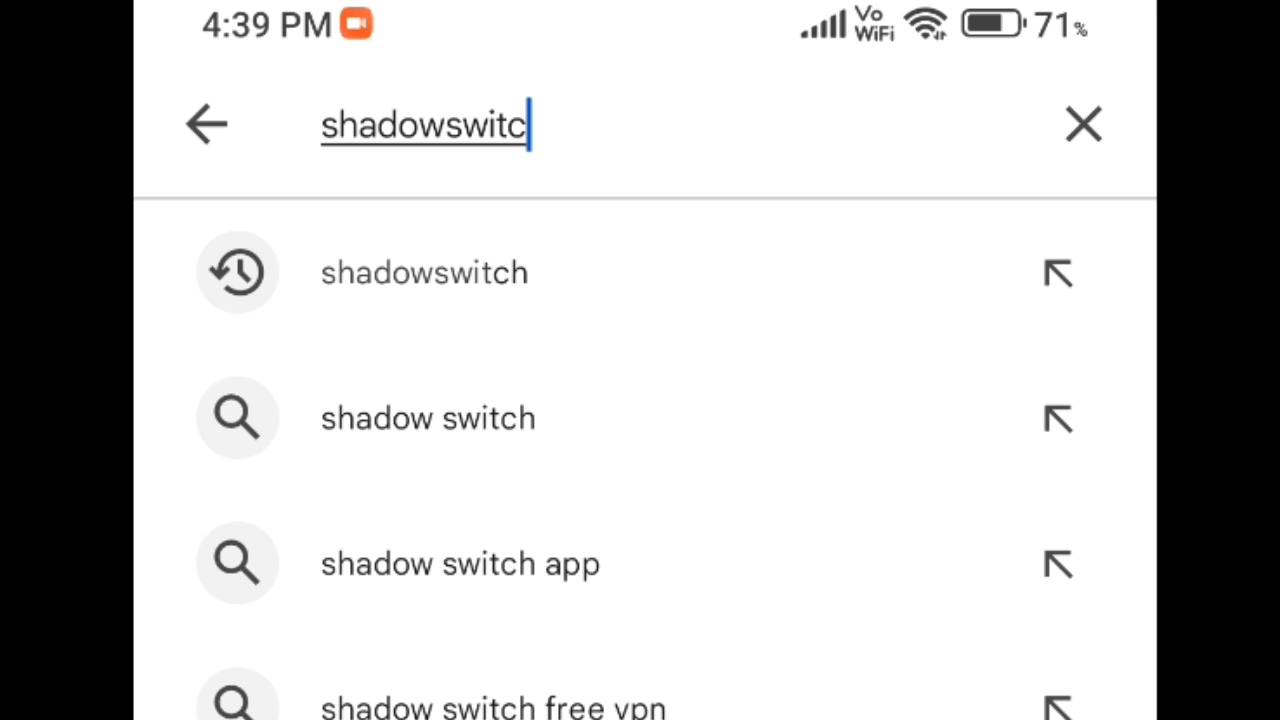 4:39 PM
Vo
WiFi
71%
shadowswitc
shadowswitch
shadow switch
shadow switch app
shadow switch free vpn